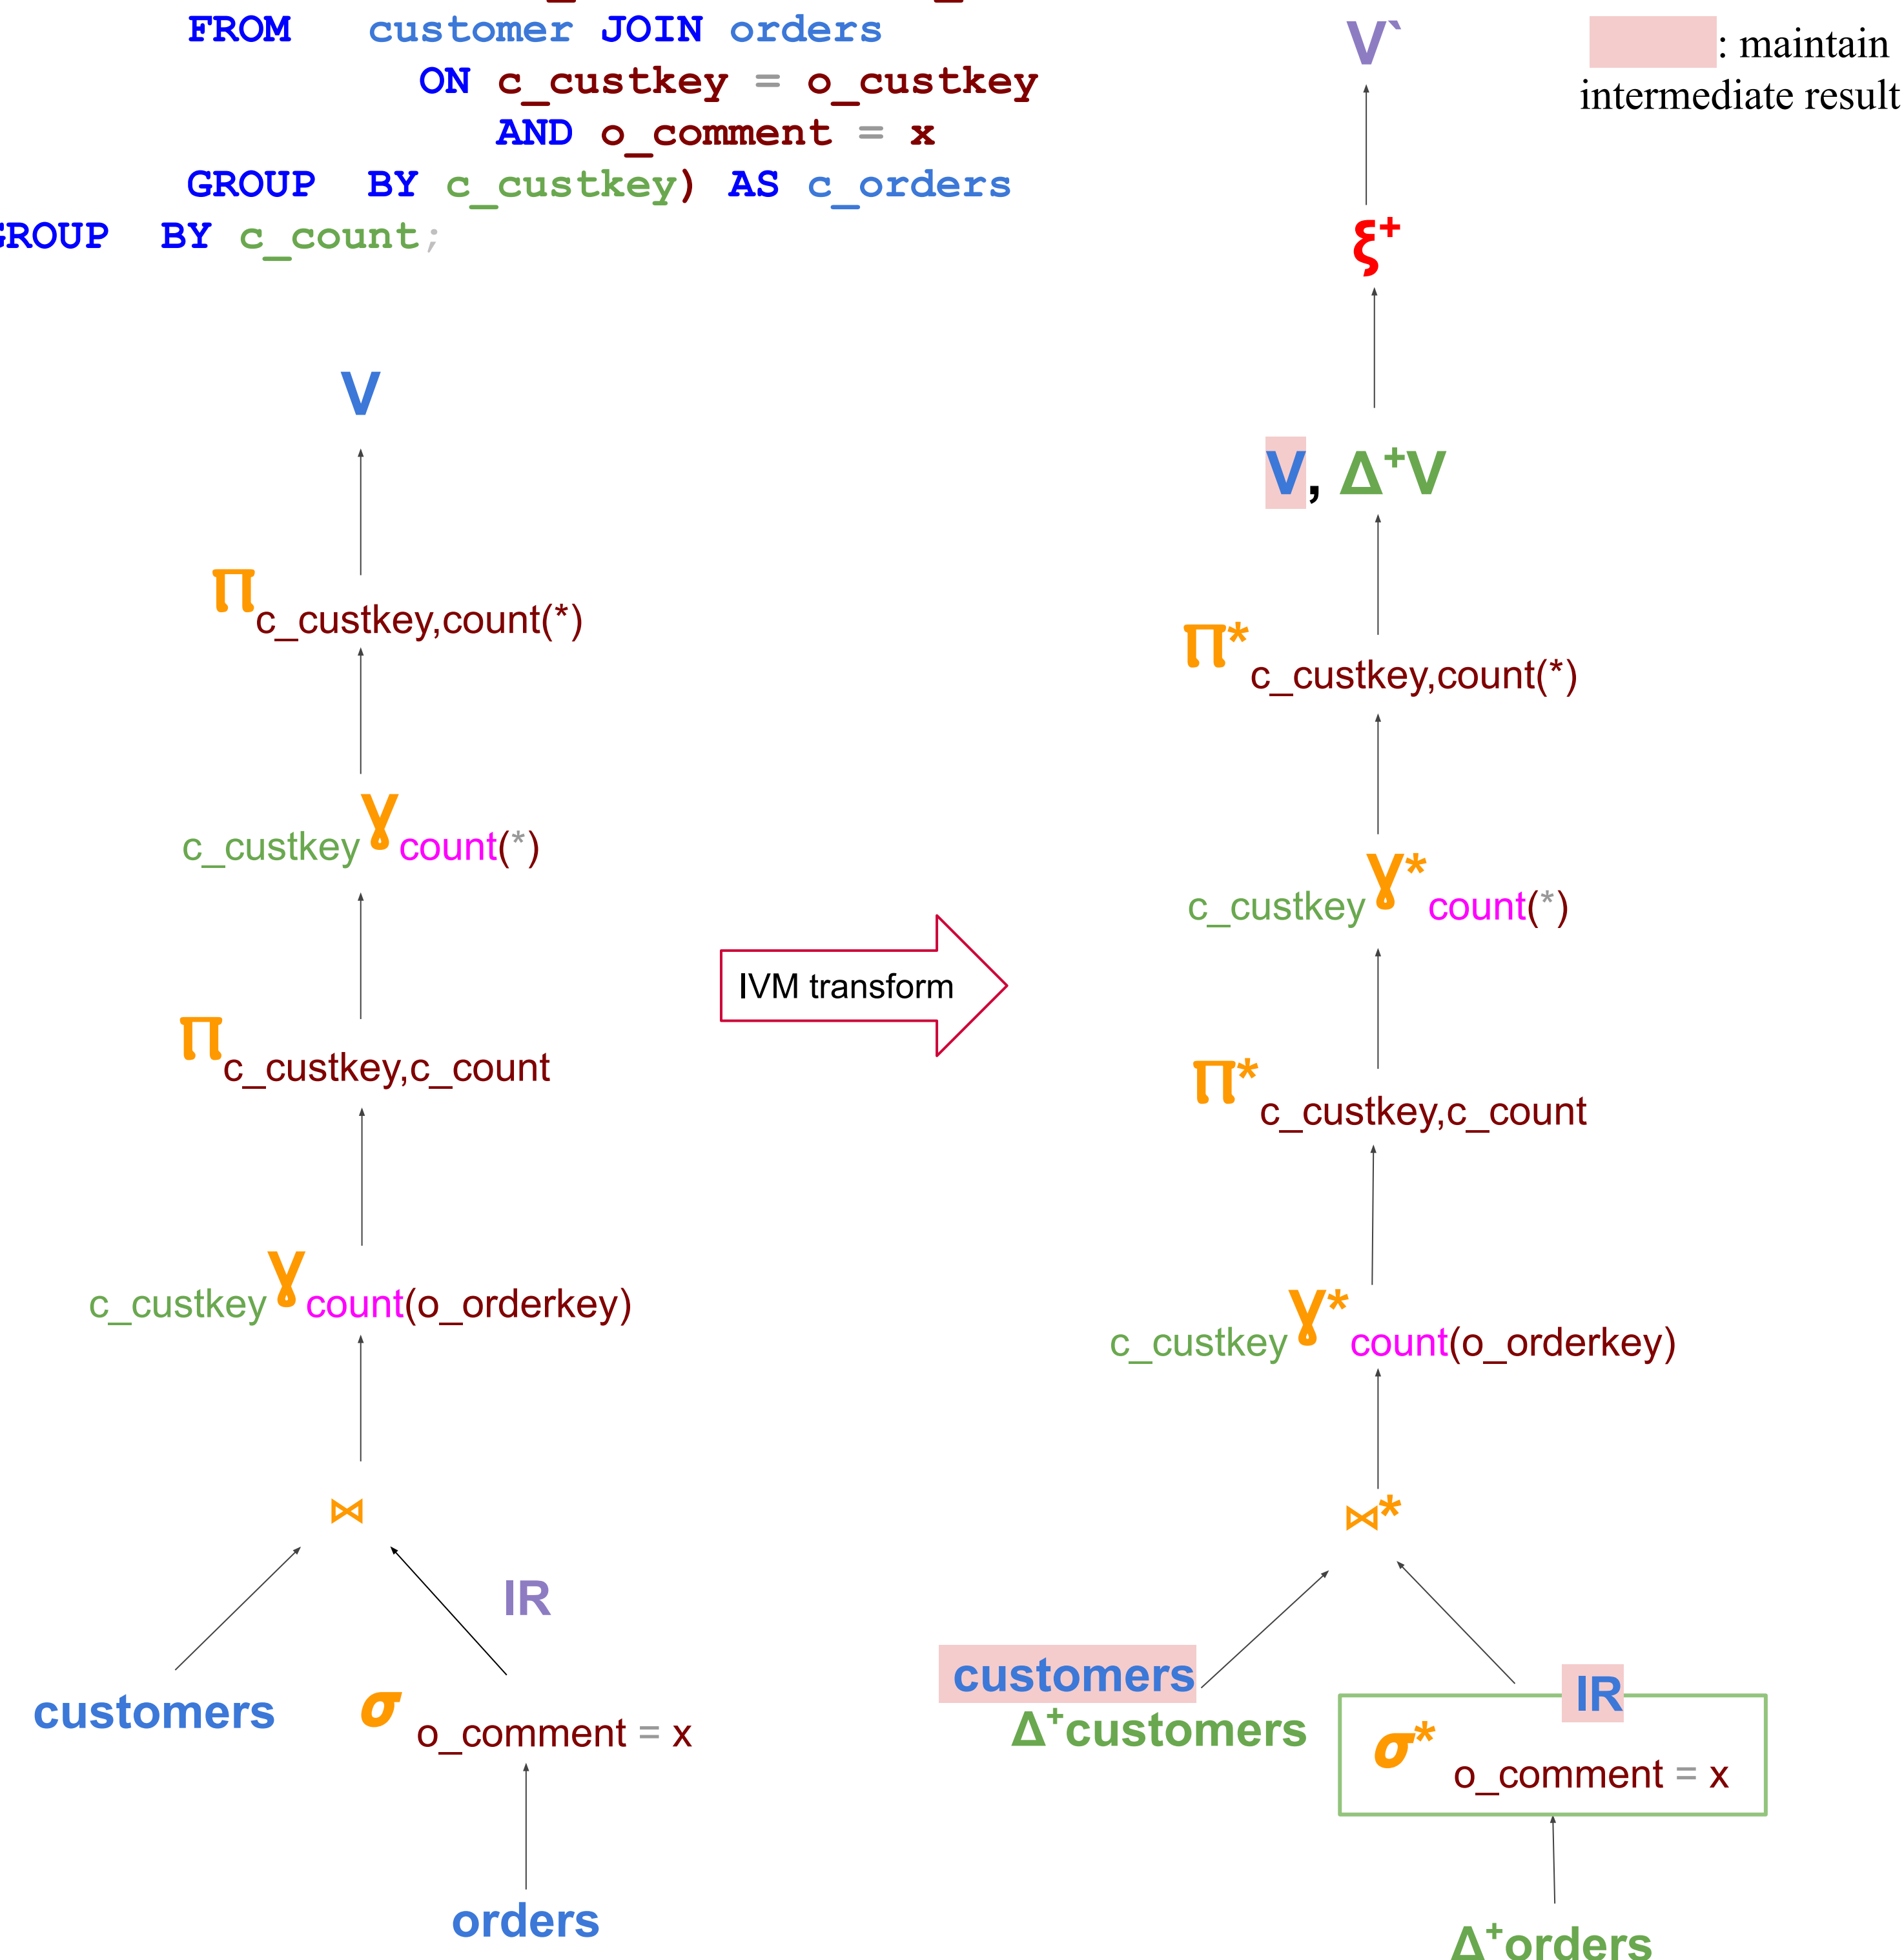 FROM customer JOIN orders
ON c_custkey = o_custkey
AND o_comment = x
GROUP BY c_custkey) AS c_orders
GROUP BY c_count;
V
π c_custkey,count(*)
c_custkey γ count(*)
π c_custkey,c_count
c_custkey γ count(o_orderkey)
⋈
IR
customers
σ o_comment = x
orders
IVM transform
V`
: maintain
intermediate result
ξ+
V, Δ+V
π* c_custkey,count(*)
c_custkey γ* count(*)
π* c_custkey,c_count
c_custkey γ* count(o_orderkey)
⋈*
customers
Δ+customers
IR
σ* o_comment = x
Δ+orders